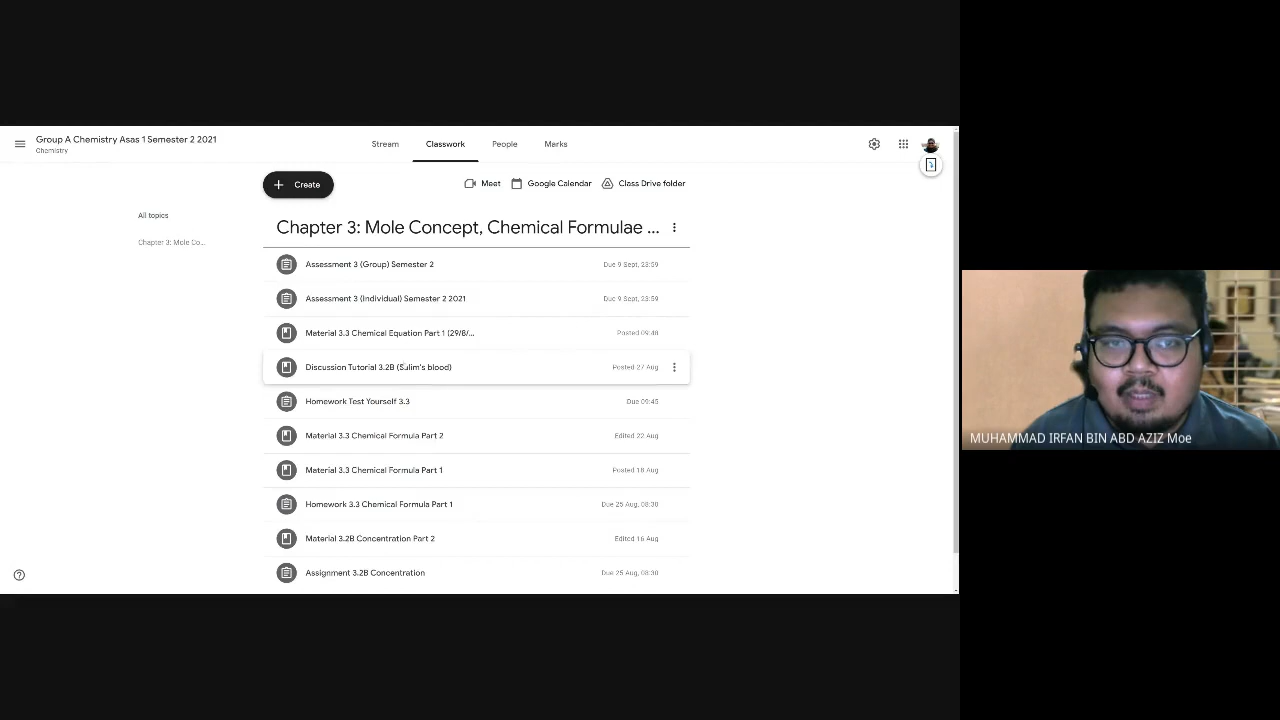 Group A Chemistry Asas 1 Semester 2 2021
Chemistry
Stream
Classwork
People
Marks
Create
Meet
Google Calendar
Class Drive folder
All topics
Chapter 3: Mole Co...
Chapter 3: Mole Concept, Chemical Formulae ...
Assessment 3 (Group) Semester 2
Due 9 Sept, 23:59
Assessment 3 (Individual) Semester 2 2021
Due 9 Sept, 23:59
Material 3.3 Chemical Equation Part 1 (29/8/...
Posted 09:40
Discussion Tutorial 3.2B (Salim's blood)
Posted 27 Aug
Homework Test Yourself 3.3
Due 09:45
Material 3.3 Chemical Formula Part 2
Edited 22 Aug
Material 3.3 Chemical Formula Part 1
Posted 18 Aug
Homework 3.3 Chemical Formula Part 1
Due 25 Aug, 08:30
Material 3.2B Concentration Part 2
Edited 16 Aug
Assignment 3.2B Concentration
Due 25 Aug, 08:30
MUHAMMAD IRFAN BIN ABD AZIZ Moe